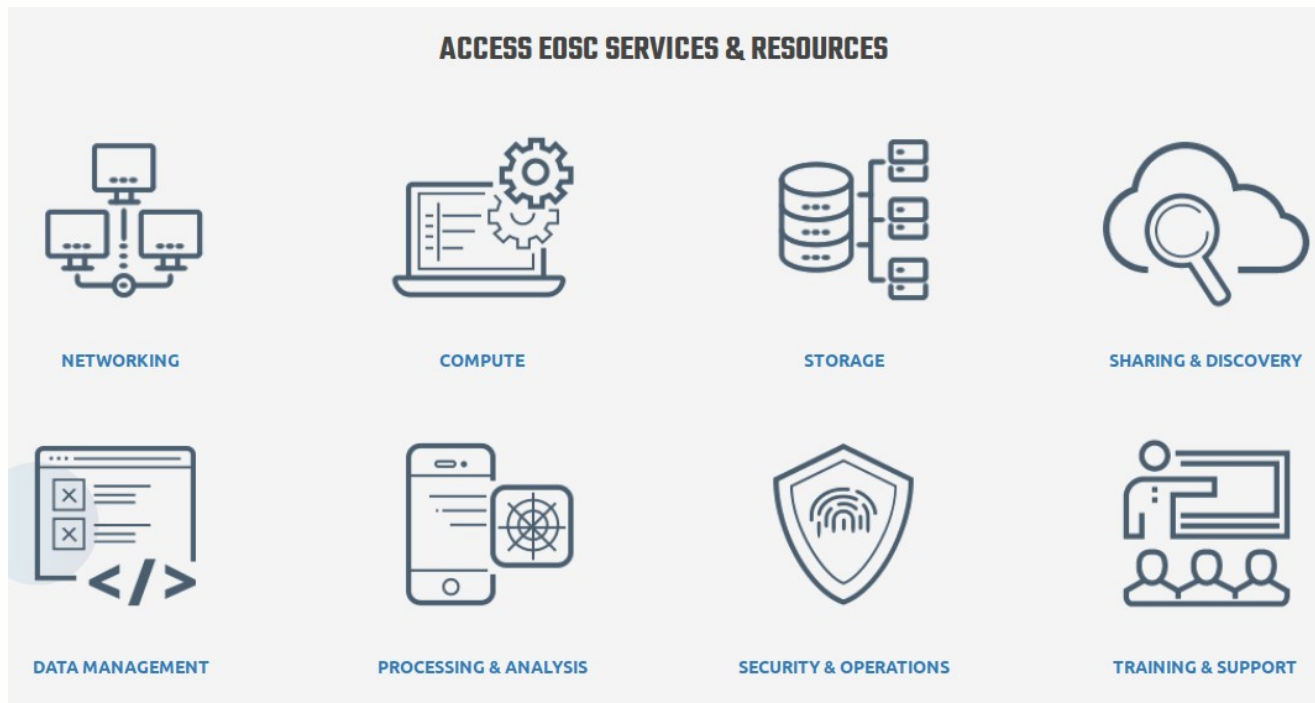 ACCESS EOSC SERVICES & RESOURCES
NETWORKING
COMPUTE
STORAGE
SHARING & DISCOVERY
</>
DATA MANAGEMENT
PROCESSING & ANALYSIS
SECURITY & OPERATIONS
TRAINING & SUPPORT